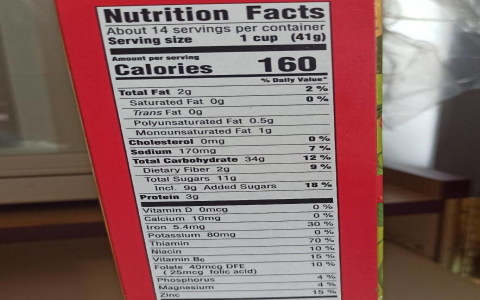 Nutrition Facts
About 14 servings per container
Serving size 1 cup (41g)
Amount per serving
Calories 160
% Daily Value*
Total Fat 2g 2 %
Saturated Fat 0g 0 %
Trans Fat 0g
Polyunsaturated Fat 0.5g
Monounsaturated Fat 1g
Cholesterol 0mg 0 %
Sodium 170mg 7 %
Total Carbohydrate 34g 12 %
Dietary Fiber 2g 9 %
Total Sugars 11g
Incl. 9g Added Sugars 18 %
Protein 3g
Vitamin D 0mcg 0 %
Calcium 10mg 0 %
Iron 5.4mg 30 %
Potassium 80mg 0 %
Thiamin 70 %
Niacin 10 %
Vitamin B6 15 %
Folate 40mcg DFE 10 %
(25mcg folic acid)
Phosphorus 4 %
Magnesium 4 %
Zinc 15 %